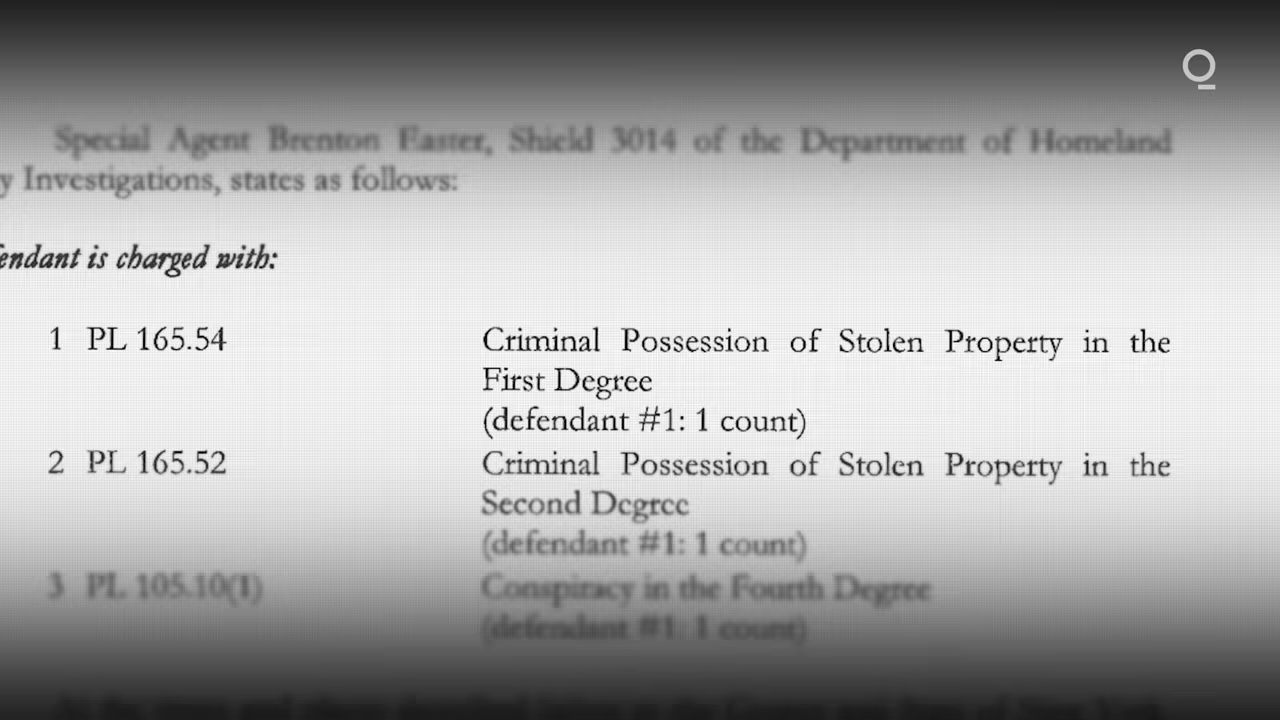 Special Agent Brenton Easter, Shield 3014 of the Department of Homeland
y Investigations, states as follows:
endant is charged with:
1 PL 165.54 Criminal Possession of Stolen Property in the
First Degree
(defendant #1: 1 count)
2 PL 165.52 Criminal Possession of Stolen Property in the
Second Degree
(defendant #1: 1 count)
3 PL 105.10(1) Conspiracy in the Fourth Degree
(defendant #1: 1 count)